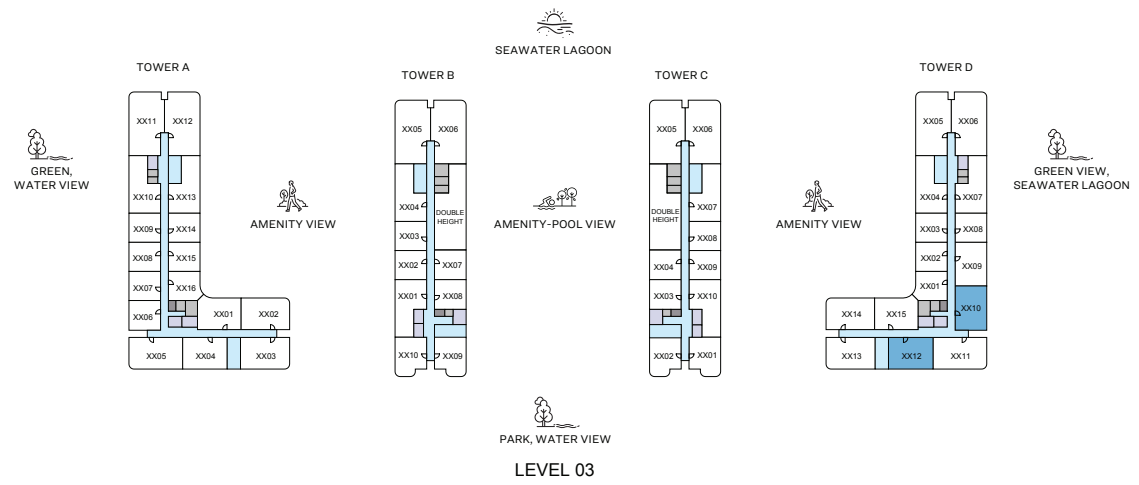 SEAWATER LAGOON
TOWER A
TOWER B
TOWER C
TOWER D
GREEN,
WATER VIEW
AMENITY VIEW
AMENITY-POOL VIEW
AMENITY VIEW
GREEN VIEW,
SEAWATER LAGOON
XX11
XX12
XX10
XX13
XX09
XX14
XX08
XX15
XX07
XX16
XX06
XX01
XX02
XX05
XX04
XX03
XX05
XX06
XX04
DOUBLE
HEIGHT
XX03
XX02
XX07
XX01
XX08
XX10
XX09
XX05
XX06
DOUBLE
HEIGHT
XX07
XX08
XX04
XX09
XX03
XX10
XX02
XX01
XX05
XX06
XX04
XX07
XX03
XX08
XX02
XX09
XX01
XX10
XX14
XX15
XX13
XX12
XX11
PARK, WATER VIEW
LEVEL 03